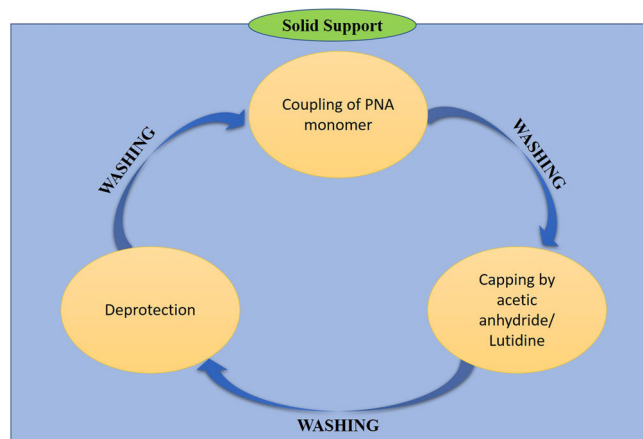 Solid Support
Coupling of PNA
monomer
WASHING
WASHING
Deprotection
Capping by
acetic
anhydride/
Lutidine
WASHING